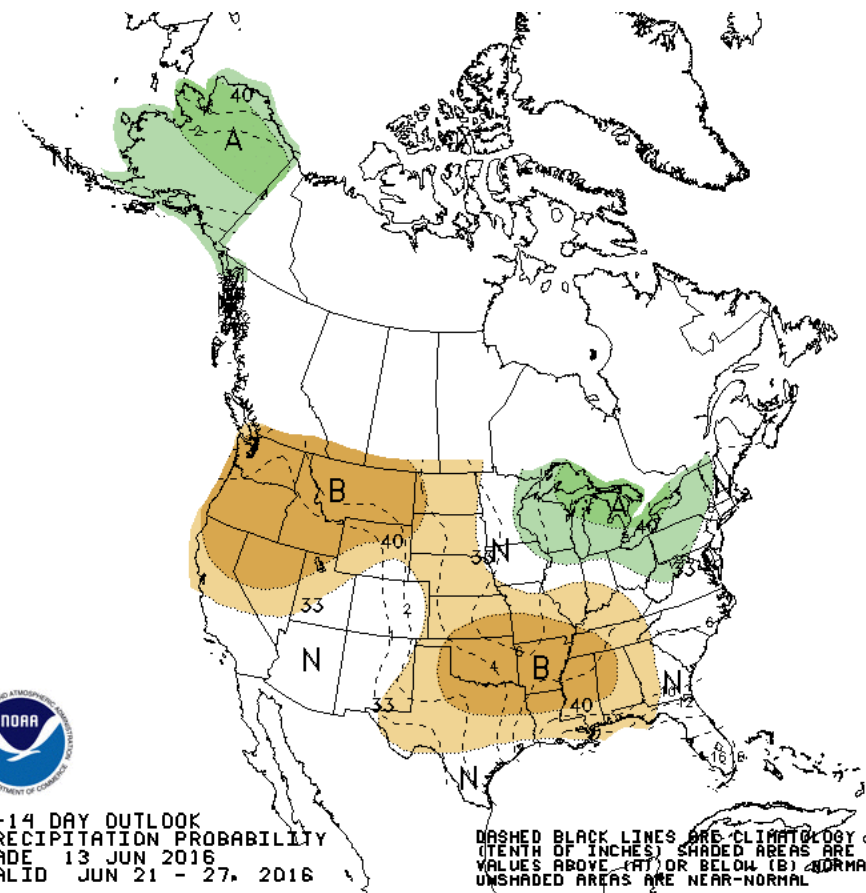 40
2
A
N
B
40
A
40
N
N
33
33
33
2
N
6
6
4
B
N
33
40
12
N
16
8
NOAA
-14 DAY OUTLOOK
RECIPITATION PROBABILITY
ADE 13 JUN 2016
ALID JUN 21 - 27, 2016
DASHED BLACK LINES ARE CLIMATOLOGY
(TENTH OF INCHES) SHADED AREAS ARE
VALUES ABOVE (A) OR BELOW (B) NORMA
UNSHADED AREAS ARE NEAR-NORMAL